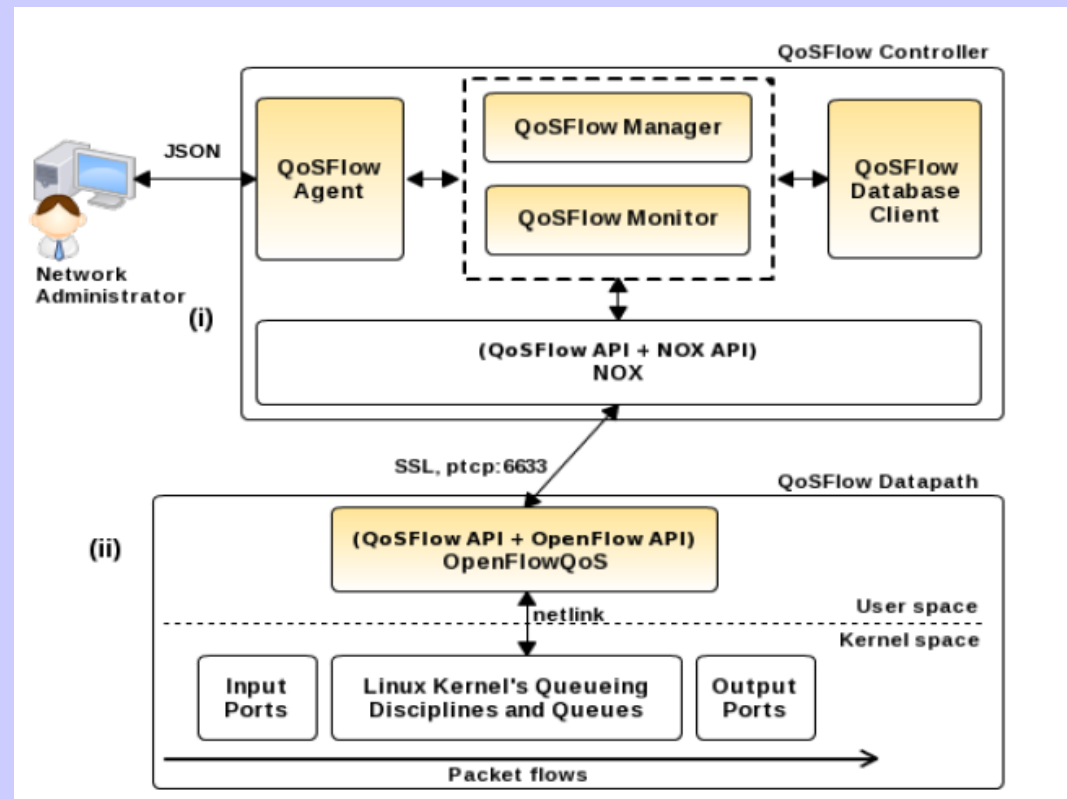 QoSFlow Controller
JSON
QoSFlow
Agent
QoSFlow Manager
QoSFlow Monitor
QoSFlow
Database
Client
Network
Administrator
(i)
(QoSFlow API + NOX API)
NOX
SSL, ptcp:6633
QoSFlow Datapath
(ii)
(QoSFlow API + OpenFlow API)
OpenFlowQoS
netlink
User space
Kernel space
Input
Ports
Linux Kernel's Queueing
Disciplines and Queues
Output
Ports
Packet flows